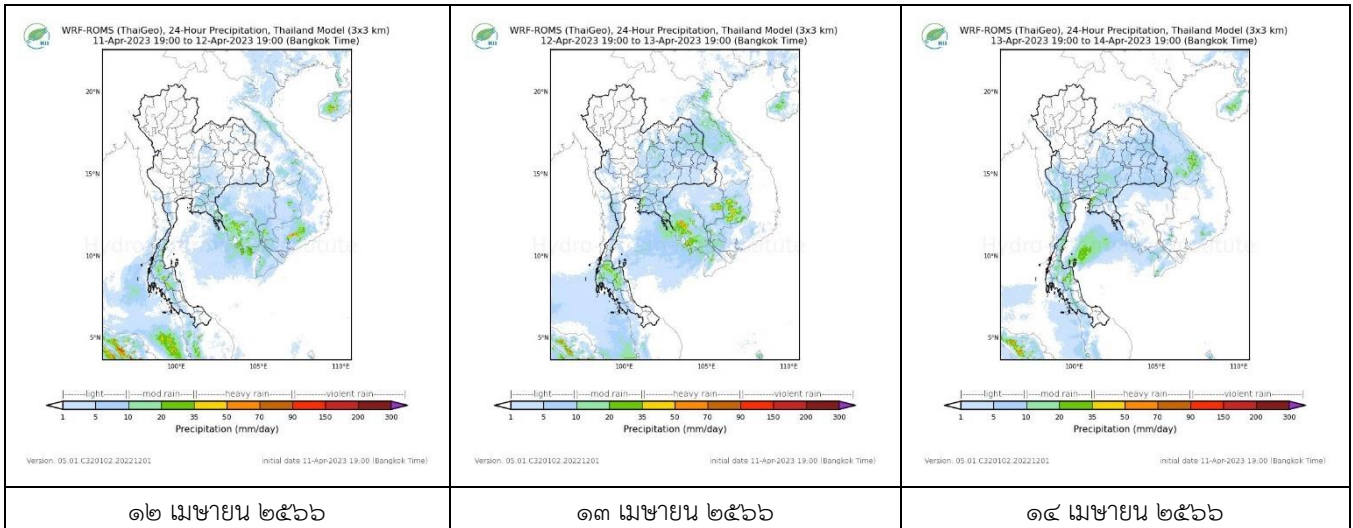 WRF-ROMS (ThaiGeo), 24-Hour Precipitation, Thailand Model (3x3 km)
11-Apr-2023 19:00 to 12-Apr-2023 19:00 (Bangkok Time)
20°N
15°N
10°N
5°N
100°E 105°E 110°E
|------light------||---mod rain---||------heavy rain------||------violent rain------|
1 5 10 20 35 50 70 90 150 200 300
Precipitation (mm/day)
Version: 05.01.C320102.20221201 initial date 11-Apr-2023 19:00 (Bangkok Time)
๑๒ เมษายน ๒๕๖๖
WRF-ROMS (ThaiGeo), 24-Hour Precipitation, Thailand Model (3x3 km)
12-Apr-2023 19:00 to 13-Apr-2023 19:00 (Bangkok Time)
20°N
15°N
10°N
5°N
100°E 105°E 110°E
|------light------||---mod rain---||------heavy rain------||------violent rain------|
1 5 10 20 35 50 70 90 150 200 300
Precipitation (mm/day)
Version: 05.01.C320102.20221201 initial date 11-Apr-2023 19:00 (Bangkok Time)
๑๓ เมษายน ๒๕๖๖
WRF-ROMS (ThaiGeo), 24-Hour Precipitation, Thailand Model (3x3 km)
13-Apr-2023 19:00 to 14-Apr-2023 19:00 (Bangkok Time)
20°N
15°N
10°N
5°N
100°E 105°E 110°E
|------light------||---mod rain---||------heavy rain------||------violent rain------|
1 5 10 20 35 50 70 90 150 200 300
Precipitation (mm/day)
Version: 05.01.C320102.20221201 initial date 11-Apr-2023 19:00 (Bangkok Time)
๑๔ เมษายน ๒๕๖๖